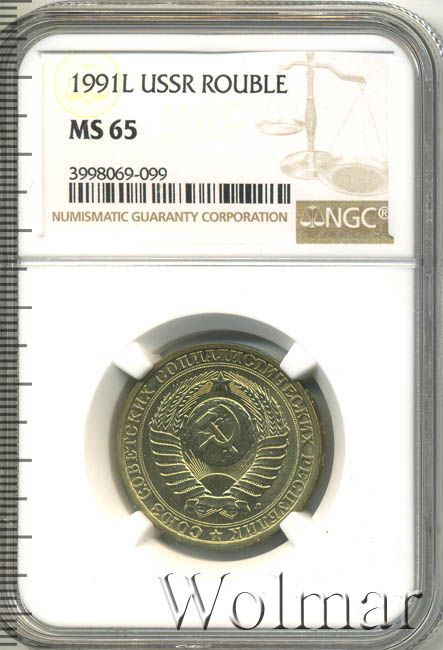 1991L USSR ROUBLE
MS 65
3998069-099
NUMISMATIC GUARANTY CORPORATION
NGC®
СОЮЗ СОВЕТСКИХ СОЦИАЛИСТИЧЕСКИХ РЕСПУБЛИК
Wolmar